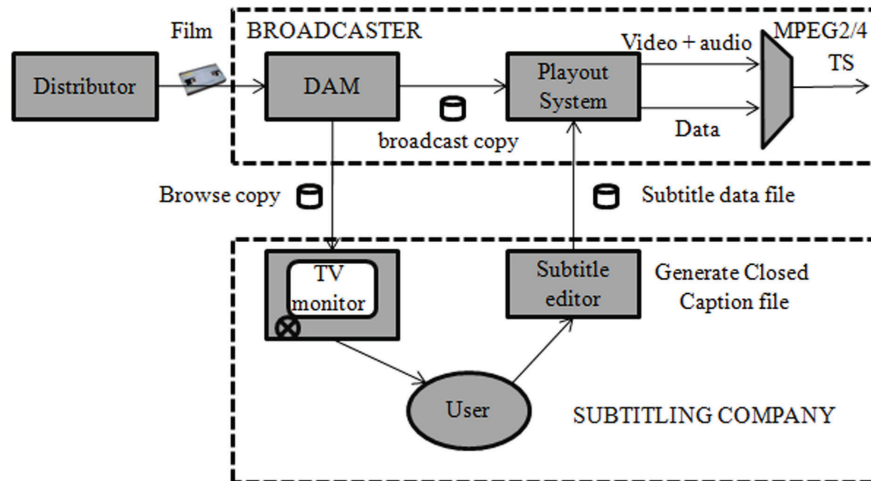 Film
BROADCASTER
Video + audio
MPEG2/4
TS
Distributor
DAM
Playout
System
broadcast copy
Data
Browse copy
Subtitle data file
TV
monitor
Subtitle
editor
Generate Closed
Caption file
User
SUBTITLING COMPANY